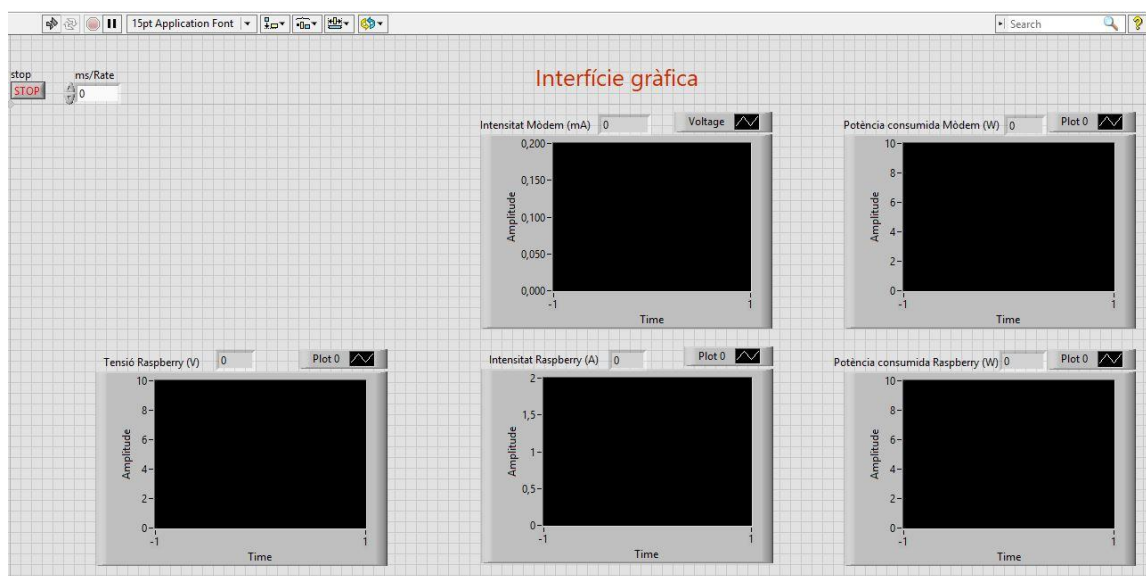 15pt Application Font
Search
stop
STOP
ms/Rate
0
Interfície gràfica
Intensitat Mòdem (mA)
0
Voltage
0,200
0,150
0,100
0,050
0,000
Amplitude
-1
1
Time
Potència consumida Mòdem (W)
0
Plot 0
10
8
6
4
2
0
Amplitude
-1
1
Time
Tensió Raspberry (V)
0
Plot 0
10
8
6
4
2
0
Amplitude
-1
1
Time
Intensitat Raspberry (A)
0
Plot 0
2
1,5
1
0,5
0
Amplitude
-1
1
Time
Potència consumida Raspberry (W)
0
Plot 0
10
8
6
4
2
0
Amplitude
-1
1
Time